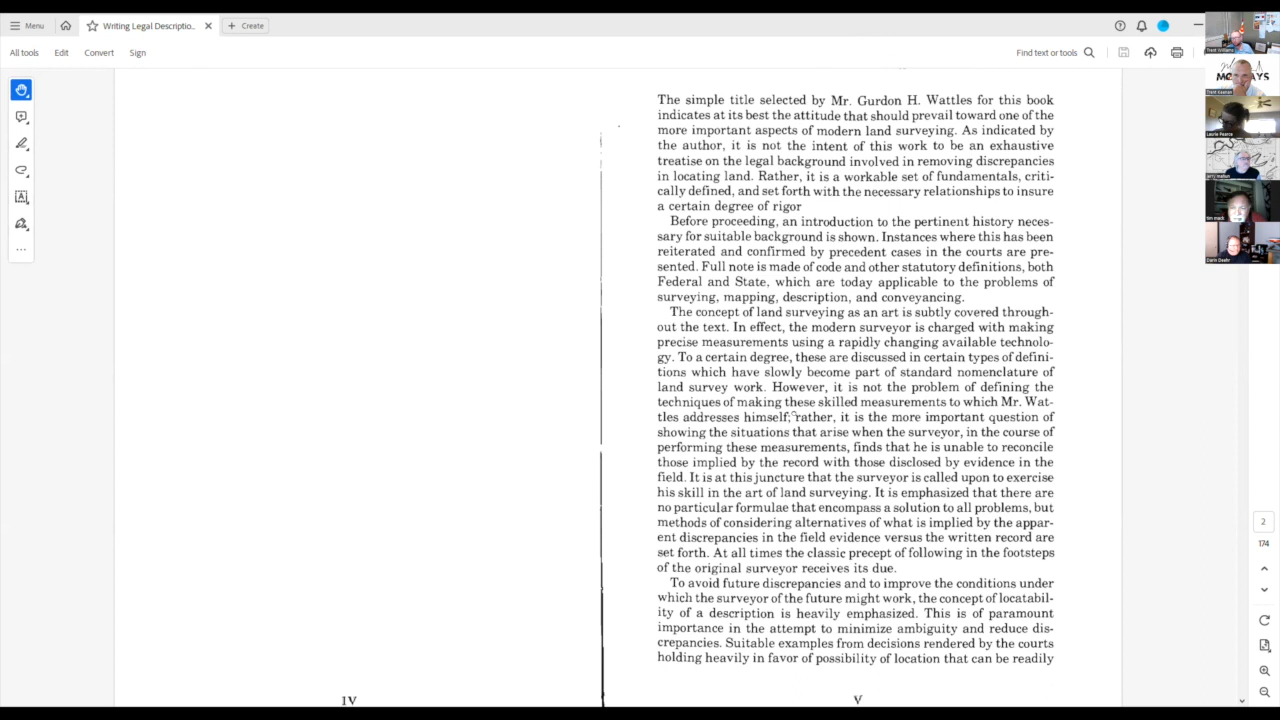 Menu
Writing Legal Descriptio...
Create
All tools
Edit
Convert
Sign
Find text or tools
The simple title selected by Mr. Gurdon H. Wattles for this book
indicates at its best the attitude that should prevail toward one of the
more important aspects of modern land surveying. As indicated by
the author, it is not the intent of this work to be an exhaustive
treatise on the legal background involved in removing discrepancies
in locating land. Rather, it is a workable set of fundamentals, criti-
cally defined, and set forth with the necessary relationships to insure
a certain degree of rigor
Before proceeding, an introduction to the pertinent history neces-
sary for suitable background is shown. Instances where this has been
reiterated and confirmed by precedent cases in the courts are pre-
sented. Full note is made of code and other statutory definitions, both
Federal and State, which are today applicable to the problems of
surveying, mapping, description, and conveyancing.
The concept of land surveying as an art is subtly covered through-
out the text. In effect, the modern surveyor is charged with making
precise measurements using a rapidly changing available technolo-
gy. To a certain degree, these are discussed in certain types of defini-
tions which have slowly become part of standard nomenclature of
land survey work. However, it is not the problem of defining the
techniques of making these skilled measurements to which Mr. Wat-
tles addresses himself; rather, it is the more important question of
showing the situations that arise when the surveyor, in the course of
performing these measurements, finds that he is unable to reconcile
those implied by the record with those disclosed by evidence in the
field. It is at this juncture that the surveyor is called upon to exercise
his skill in the art of land surveying. It is emphasized that there are
no particular formulae that encompass a solution to all problems, but
methods of considering alternatives of what is implied by the appar-
ent discrepancies in the field evidence versus the written record are
set forth. At all times the classic precept of following in the footsteps
of the original surveyor receives its due.
To avoid future discrepancies and to improve the conditions under
which the surveyor of the future might work, the concept of locatabil-
ity of a description is heavily emphasized. This is of paramount
importance in the attempt to minimize ambiguity and reduce dis-
crepancies. Suitable examples from decisions rendered by the courts
holding heavily in favor of possibility of location that can be readily
1V
V
2
174
Trent Williams
Trent Keenan
Laurie Pearce
jerry mahun
tim mack
Darin Deehr